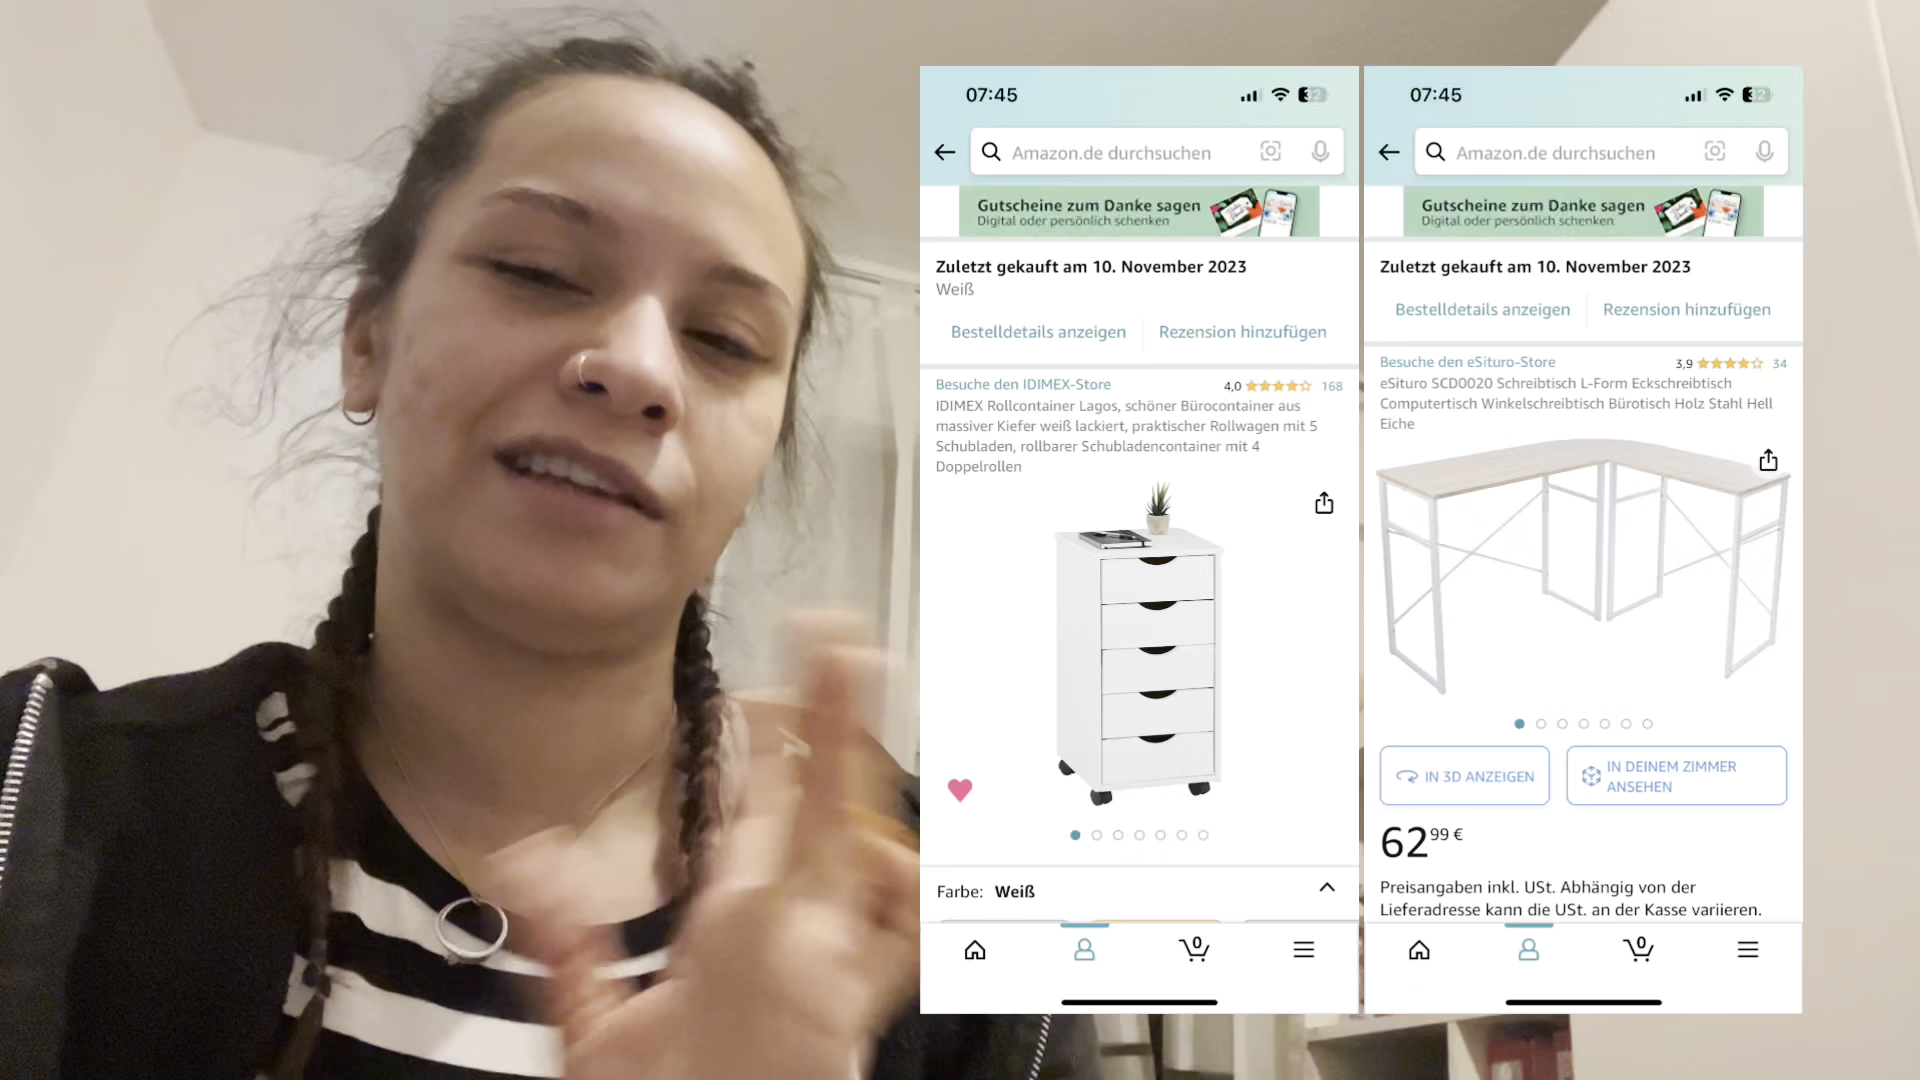 07:45
32
Amazon.de durchsuchen
Gutscheine zum Danke sagen
Digital oder persönlich schenken
Zuletzt gekauft am 10. November 2023
Weiß
Bestelldetails anzeigen
Rezension hinzufügen
Besuche den IDIMEX-Store
4,0
168
IDIMEX Rollcontainer Lagos, schöner Bürocontainer aus
massiver Kiefer weiß lackiert, praktischer Rollwagen mit 5
Schubladen, rollbarer Schubladencontainer mit 4
Doppelrollen
Farbe: Weiß
0
07:45
32
Amazon.de durchsuchen
Gutscheine zum Danke sagen
Digital oder persönlich schenken
Zuletzt gekauft am 10. November 2023
Bestelldetails anzeigen
Rezension hinzufügen
Besuche den eSituro-Store
3,9
34
eSituro SCD0020 Schreibtisch L-Form Eckschreibtisch
Computertisch Winkelschreibtisch Bürotisch Holz Stahl Hell
Eiche
IN 3D ANZEIGEN
IN DEINEM ZIMMER
ANSEHEN
62 99 €
Preisangaben inkl. USt. Abhängig von der
Lieferadresse kann die USt. an der Kasse variieren.
0